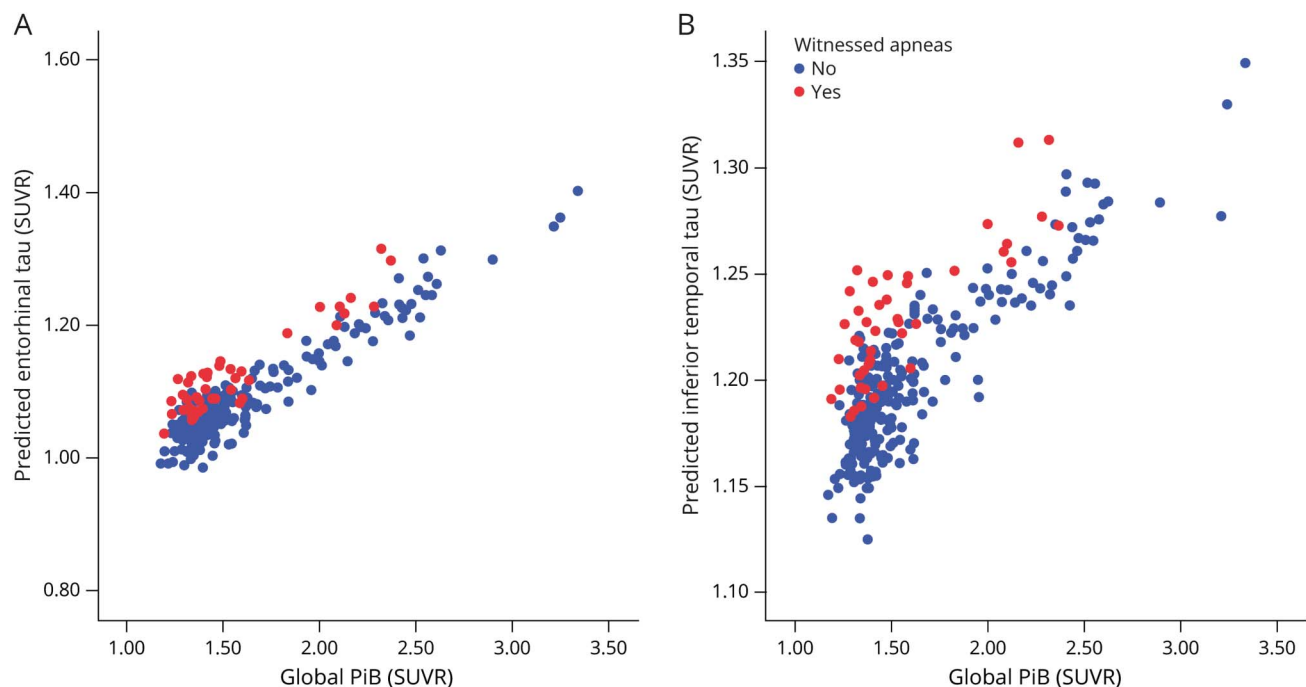 A
1.60
1.50
1.40
1.20
1.00
0.80
Predicted entorhinal tau (SUVR)
1.00 1.50 2.00 2.50 3.00 3.50
Global PiB (SUVR)
B
Witnessed apneas
No
Yes
1.35
1.30
1.25
1.20
1.15
1.10
Predicted inferior temporal tau (SUVR)
1.00 1.50 2.00 2.50 3.00 3.50
Global PiB (SUVR)